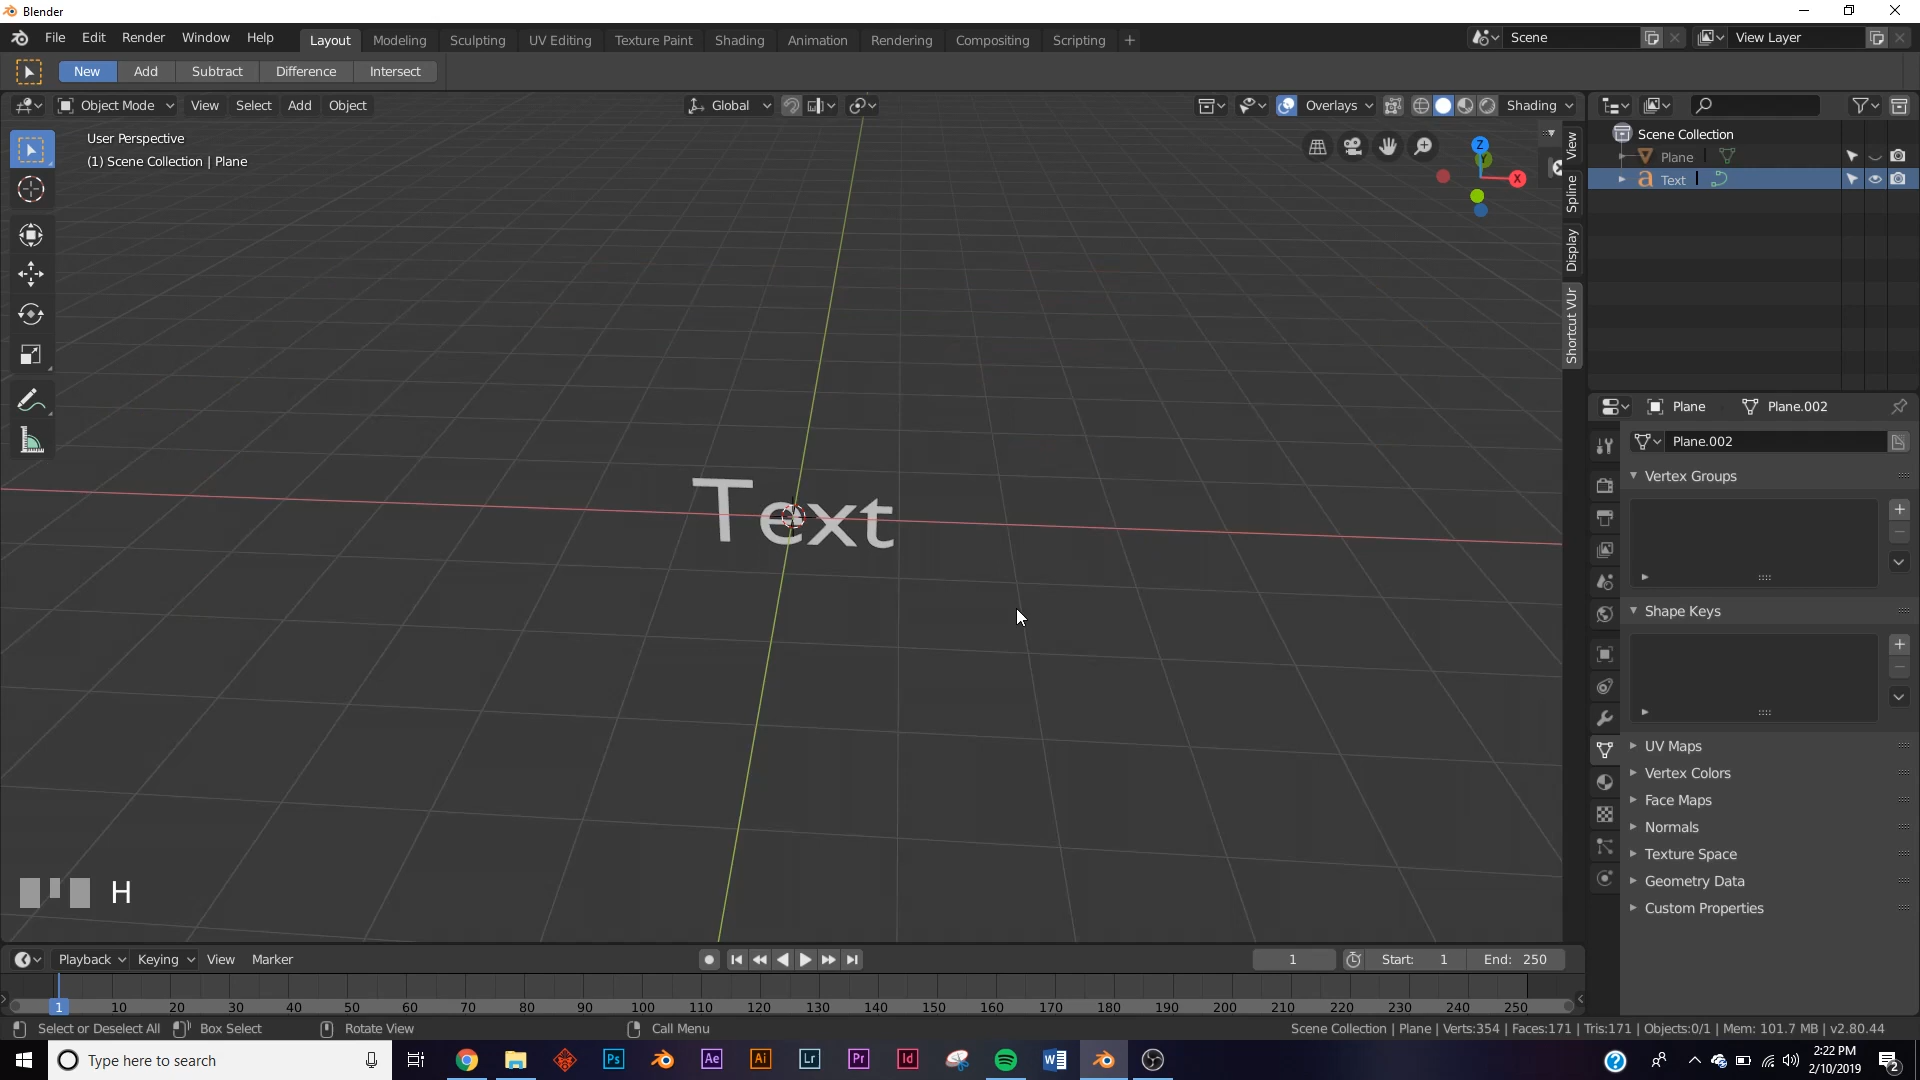 Blender
File Edit Render Window Help Layout Modeling Sculpting UV Editing Texture Paint Shading Animation Rendering Compositing Scripting + Scene View Layer
New Add Subtract Difference Intersect
Object Mode View Select Add Object Global Overlays Shading
User Perspective
(1) Scene Collection | Plane
Z
Y
X
View
Spline
Display
Shortcut VUr
Scene Collection
Plane
Text
Plane Plane.002
Plane.002
Vertex Groups
Shape Keys
UV Maps
Vertex Colors
Face Maps
Normals
Texture Space
Geometry Data
Custom Properties
Text
H
Playback Keying View Marker 1 Start: 1 End: 250
1 10 20 30 40 50 60 70 80 90 100 110 120 130 140 150 160 170 180 190 200 210 220 230 240 250
Select or Deselect All Box Select Rotate View Call Menu Scene Collection | Plane | Verts:354 | Faces:171 | Tris:171 | Objects:0/1 | Mem: 101.7 MB | v2.80.44
Type here to search Ps Ae Ai Lr Pr Id 2:22 PM
2/10/2019 2